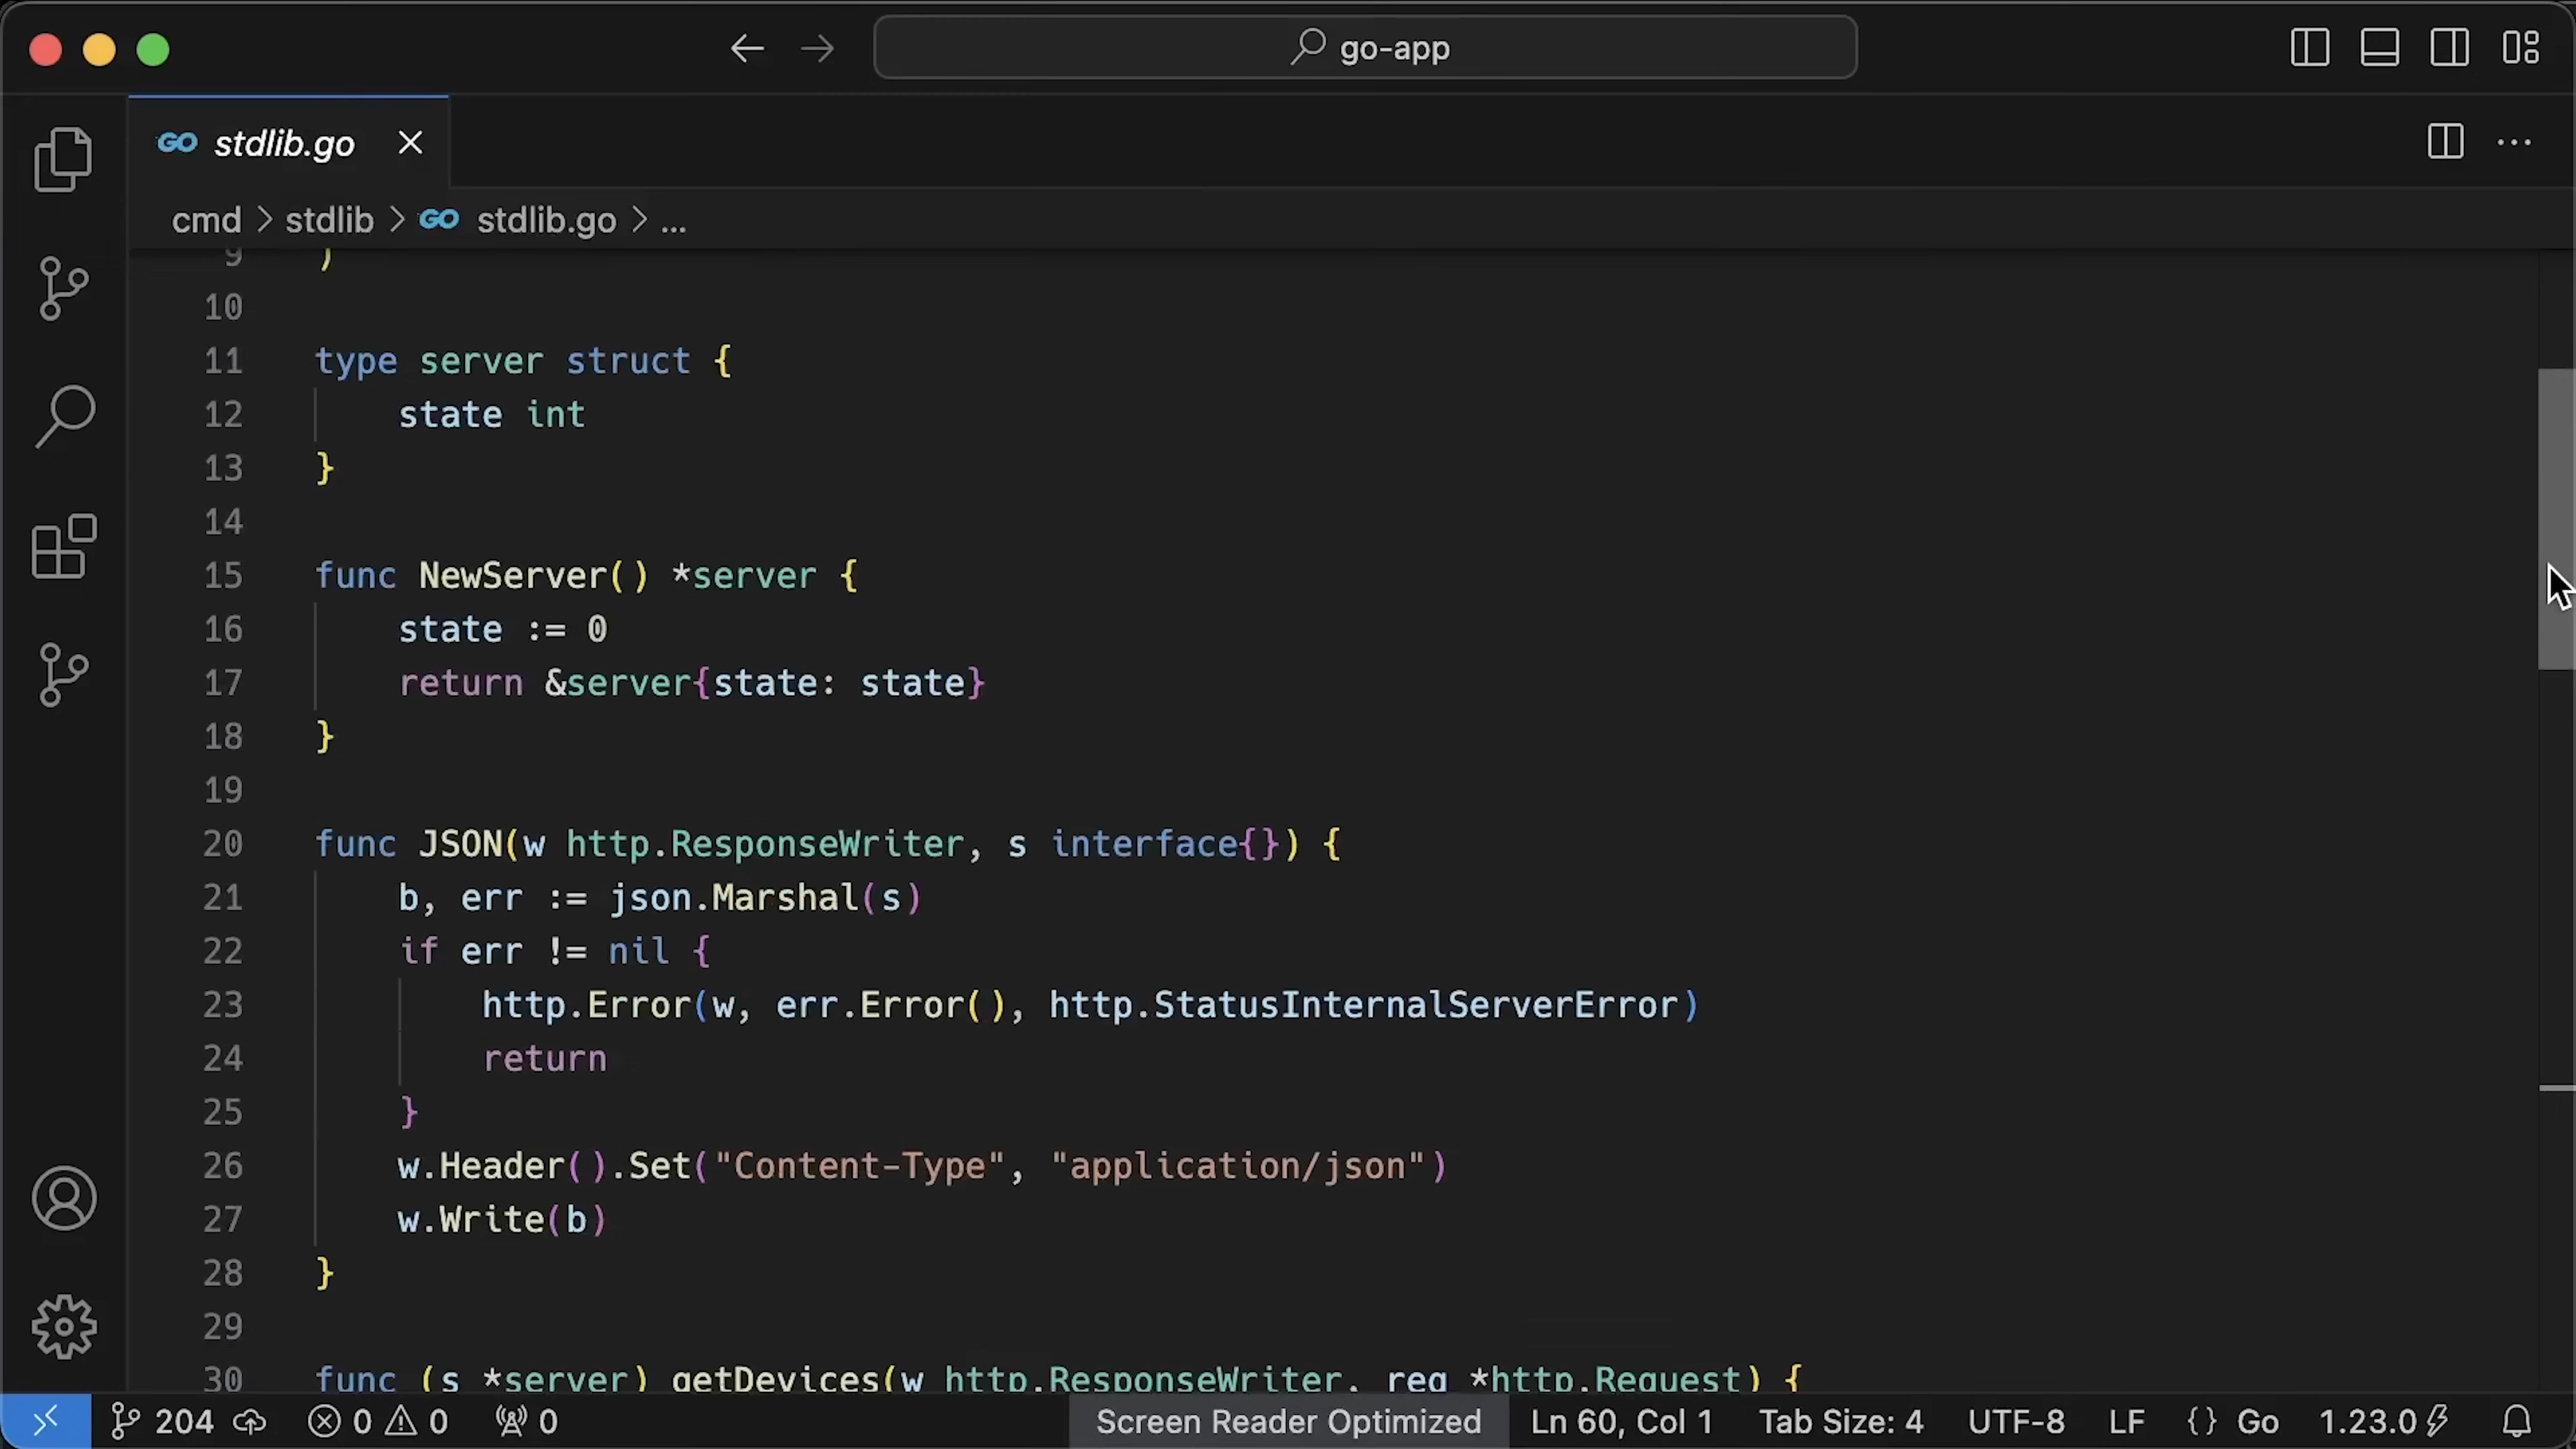 go-app
GO stdlib.go
cmd > stdlib > GO stdlib.go > ...
9 )
10
11 type server struct {
12 state int
13 }
14
15 func NewServer() *server {
16 state := 0
17 return &server{state: state}
18 }
19
20 func JSON(w http.ResponseWriter, s interface{}) {
21 b, err := json.Marshal(s)
22 if err != nil {
23 http.Error(w, err.Error(), http.StatusInternalServerError)
24 return
25 }
26 w.Header().Set("Content-Type", "application/json")
27 w.Write(b)
28 }
29
30 func (s *server) getDevices(w http.ResponseWriter, req *http.Request) {
204 0 0 0 Screen Reader Optimized Ln 60, Col 1 Tab Size: 4 UTF-8 LF {} Go 1.23.0